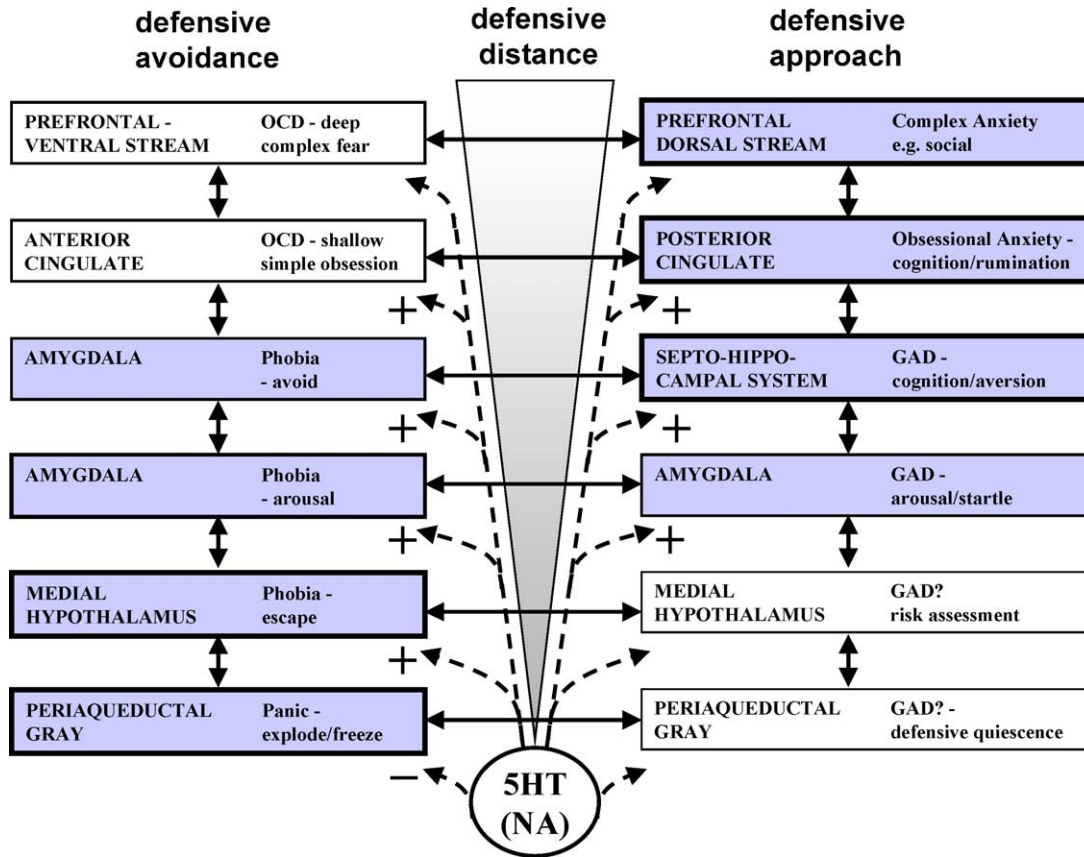 defensive
avoidance
defensive
distance
defensive
approach
PREFRONTAL -
VENTRAL STREAM
OCD - deep
complex fear
PREFRONTAL
DORSAL STREAM
Complex Anxiety
e.g. social
ANTERIOR
CINGULATE
OCD - shallow
simple obsession
POSTERIOR
CINGULATE
Obsessional Anxiety -
cognition/rumination
+
+
AMYGDALA
Phobia
- avoid
SEPTO-HIPPO-
CAMPAL SYSTEM
GAD -
cognition/aversion
+
+
AMYGDALA
Phobia
- arousal
AMYGDALA
GAD -
arousal/startle
+
+
MEDIAL
HYPOTHALAMUS
Phobia -
escape
MEDIAL
HYPOTHALAMUS
GAD?
risk assessment
+
PERIAQUEDUCTAL
GRAY
Panic -
explode/freeze
PERIAQUEDUCTAL
GRAY
GAD? -
defensive quiescence
−
5HT
(NA)